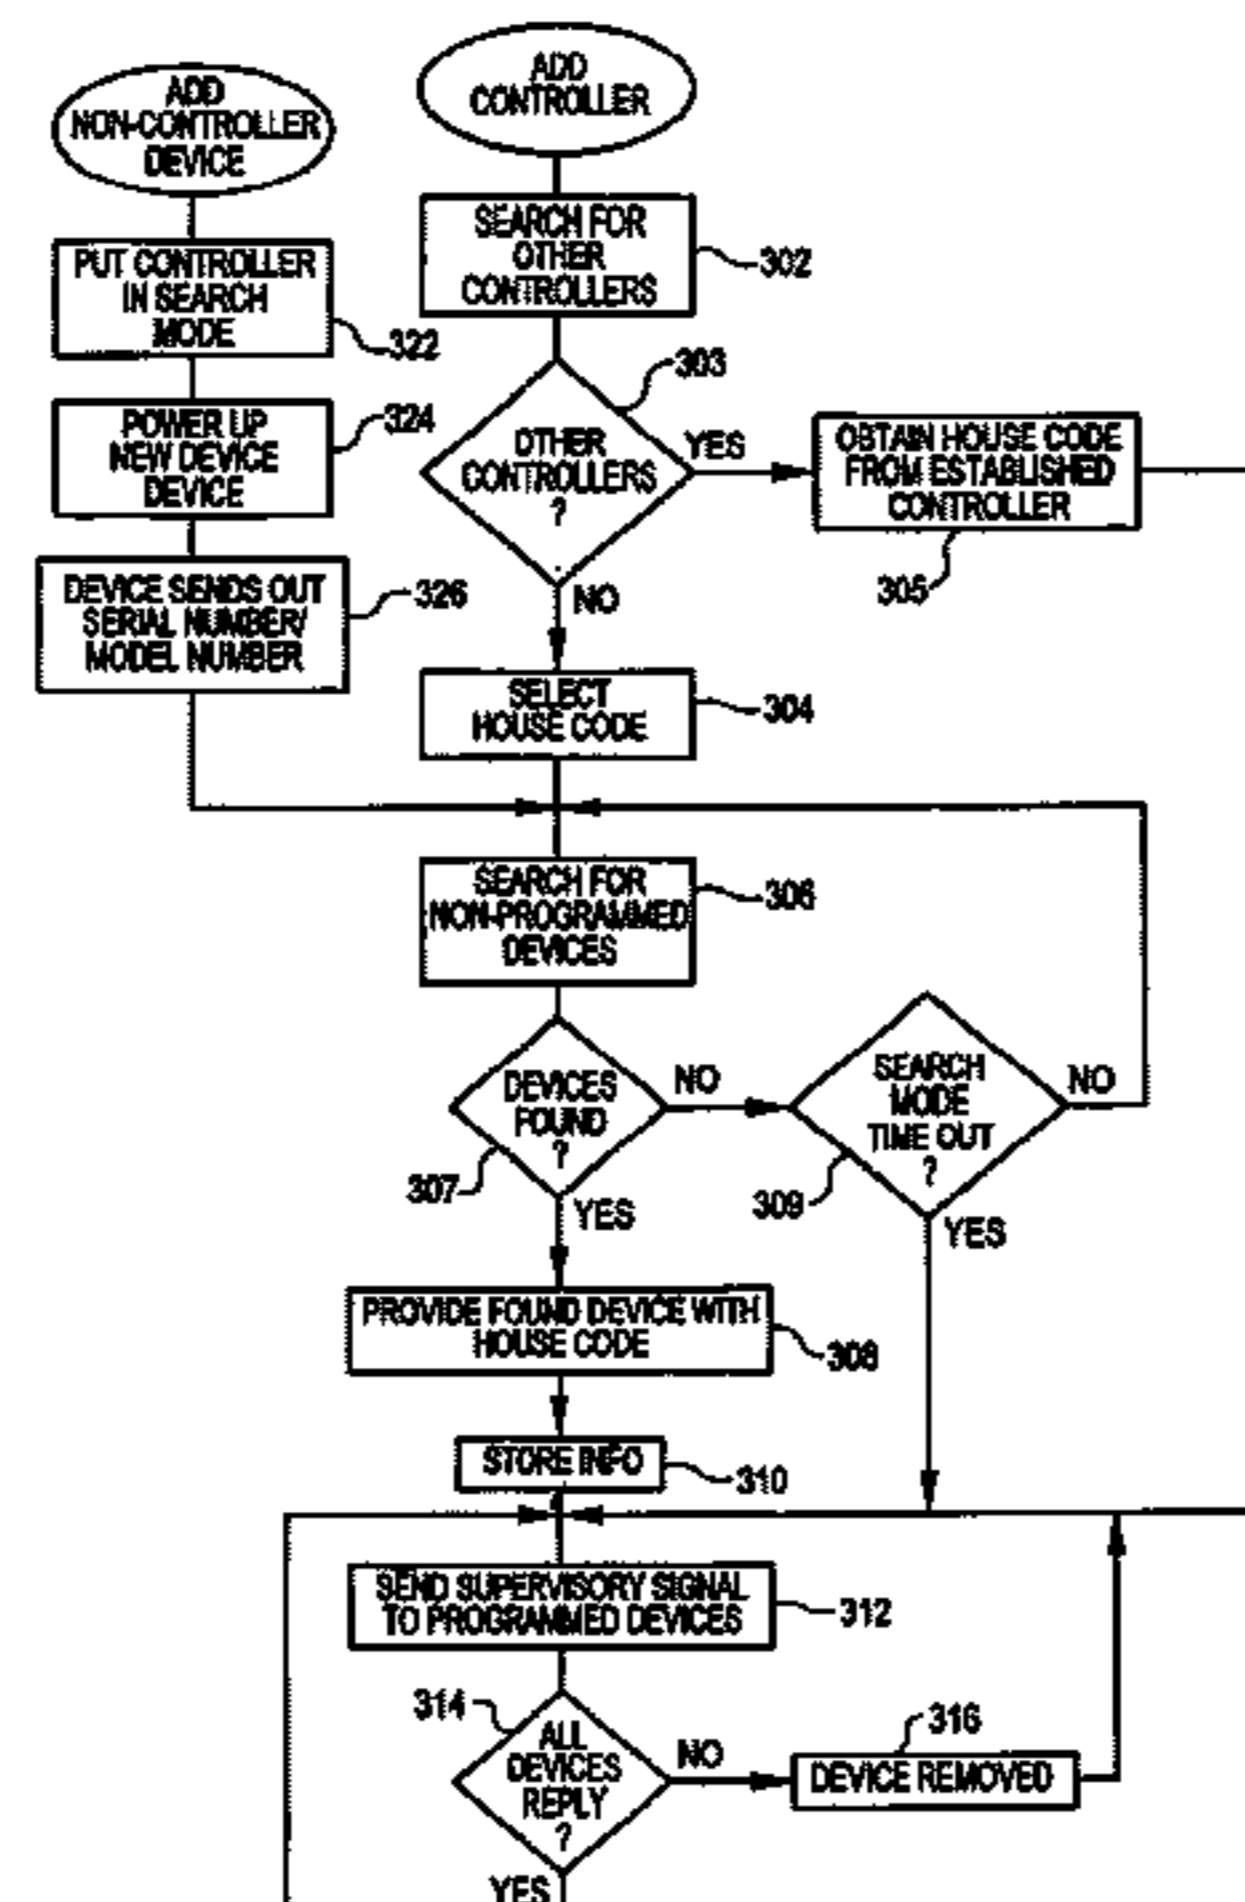 ADD
NON-CONTROLLER
DEVICE
PUT CONTROLLER
IN SEARCH
MODE
322
POWER UP
NEW DEVICE
DEVICE
324
DEVICE SENDS OUT
SERIAL NUMBER/
MODEL NUMBER
326
ADD
CONTROLLER
SEARCH FOR
OTHER
CONTROLLERS
302
303
OTHER
CONTROLLERS
?
YES
OBTAIN HOUSE CODE
FROM ESTABLISHED
CONTROLLER
305
NO
SELECT
HOUSE CODE
304
SEARCH FOR
NON-PROGRAMMED
DEVICES
306
DEVICES
FOUND
?
307
NO
SEARCH
MODE
TIME OUT
?
309
NO
YES
YES
PROVIDE FOUND DEVICE WITH
HOUSE CODE
308
STORE INFO
310
SEND SUPERVISORY SIGNAL
TO PROGRAMMED DEVICES
312
314
ALL
DEVICES
REPLY
?
NO
316
DEVICE REMOVED
YES